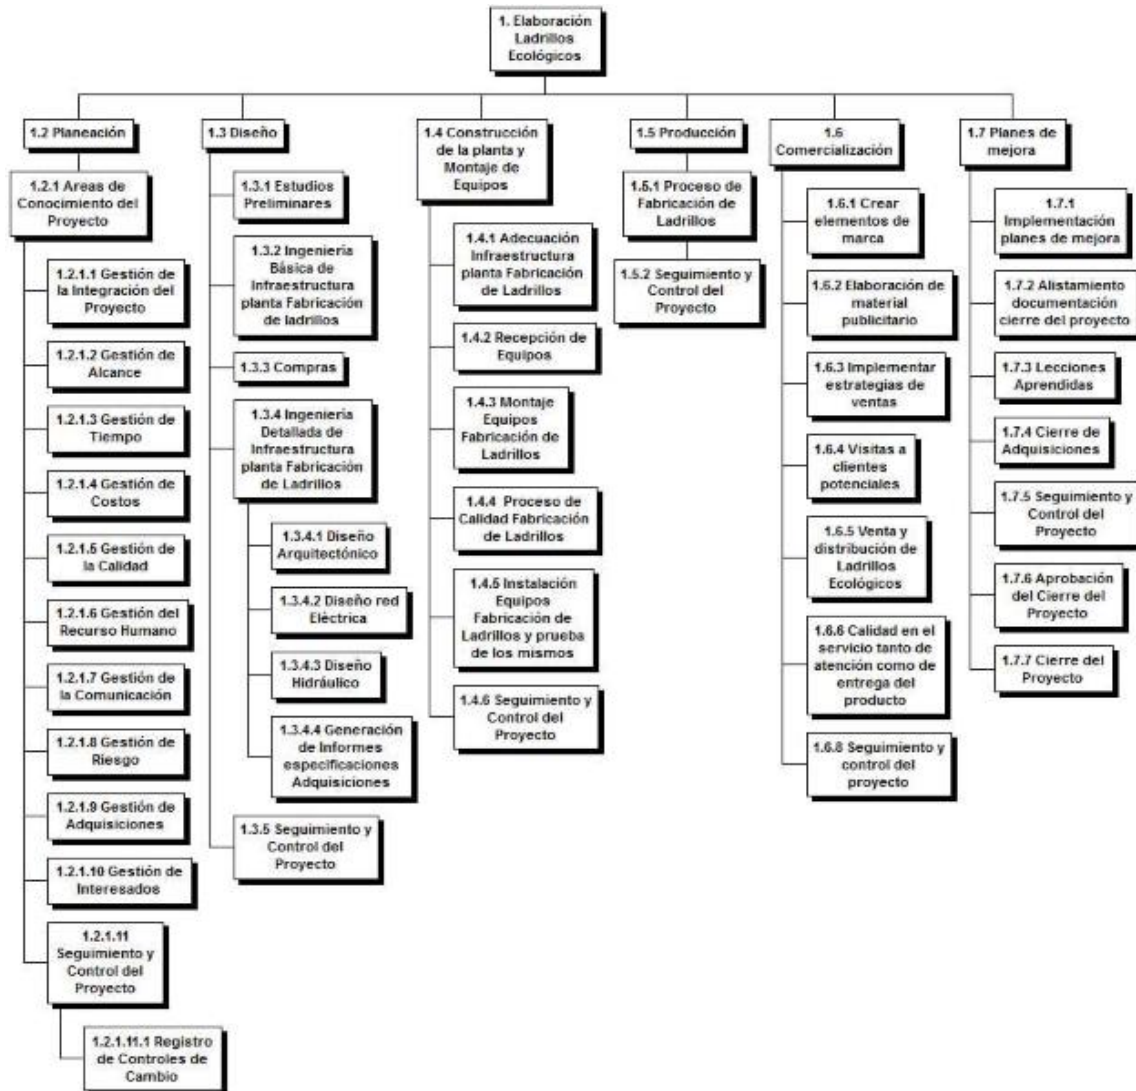 1. Elaboración
Ladrillos
Ecológicos
1.2 Planeación
1.2.1 Areas de
Conocimiento del
Proyecto
1.2.1.1 Gestión de
la Integración del
Proyecto
1.2.1.2 Gestión de
Alcance
1.2.1.3 Gestión de
Tiempo
1.2.1.4 Gestión de
Costos
1.2.1.5 Gestión de
la Calidad
1.2.1.6 Gestión del
Recurso Humano
1.2.1.7 Gestión de
la Comunicación
1.2.1.8 Gestión de
Riesgo
1.2.1.9 Gestión de
Adquisiciones
1.2.1.10 Gestión de
Interesados
1.2.1.11
Seguimiento y
Control del
Proyecto
1.2.1.11.1 Registro
de Controles de
Cambio
1.3 Diseño
1.3.1 Estudios
Preliminares
1.3.2 Ingeniería
Básica de
Infraestructura
planta Fabricación
de ladrillos
1.3.3 Compras
1.3.4 Ingeniería
Detallada de
Infraestructura
planta Fabricación
de Ladrillos
1.3.4.1 Diseño
Arquitectónico
1.3.4.2 Diseño red
Eléctrica
1.3.4.3 Diseño
Hidráulico
1.3.4.4 Generación
de Informes
especificaciones
Adquisiciones
1.3.5 Seguimiento y
Control del
Proyecto
1.4 Construcción
de la planta y
Montaje de
Equipos
1.4.1 Adecuación
Infraestructura
planta Fabricación
de Ladrillos
1.4.2 Recepción de
Equipos
1.4.3 Montaje
Equipos
Fabricación de
Ladrillos
1.4.4 Proceso de
Calidad Fabricación
de Ladrillos
1.4.5 Instalación
Equipos
Fabricación de
Ladrillos y prueba
de los mismos
1.4.6 Seguimiento y
Control del
Proyecto
1.5 Producción
1.5.1 Proceso de
Fabricación de
Ladrillos
1.5.2 Seguimiento y
Control del
Proyecto
1.6
Comercialización
1.6.1 Crear
elementos de
marca
1.6.2 Elaboración de
material
publicitario
1.6.3 Implementar
estrategias de
ventas
1.6.4 Visitas a
clientes
potenciales
1.6.5 Venta y
distribución de
Ladrillos
Ecológicos
1.6.6 Calidad en el
servicio tanto de
atención como de
entrega del
producto
1.6.8 Seguimiento y
control del
proyecto
1.7 Planes de
mejora
1.7.1
Implementación
planes de mejora
1.7.2 Alistamiento
documentación
cierre del proyecto
1.7.3 Lecciones
Aprendidas
1.7.4 Cierre de
Adquisiciones
1.7.5 Seguimiento y
Control del
Proyecto
1.7.6 Aprobación
del Cierre del
Proyecto
1.7.7 Cierre del
Proyecto